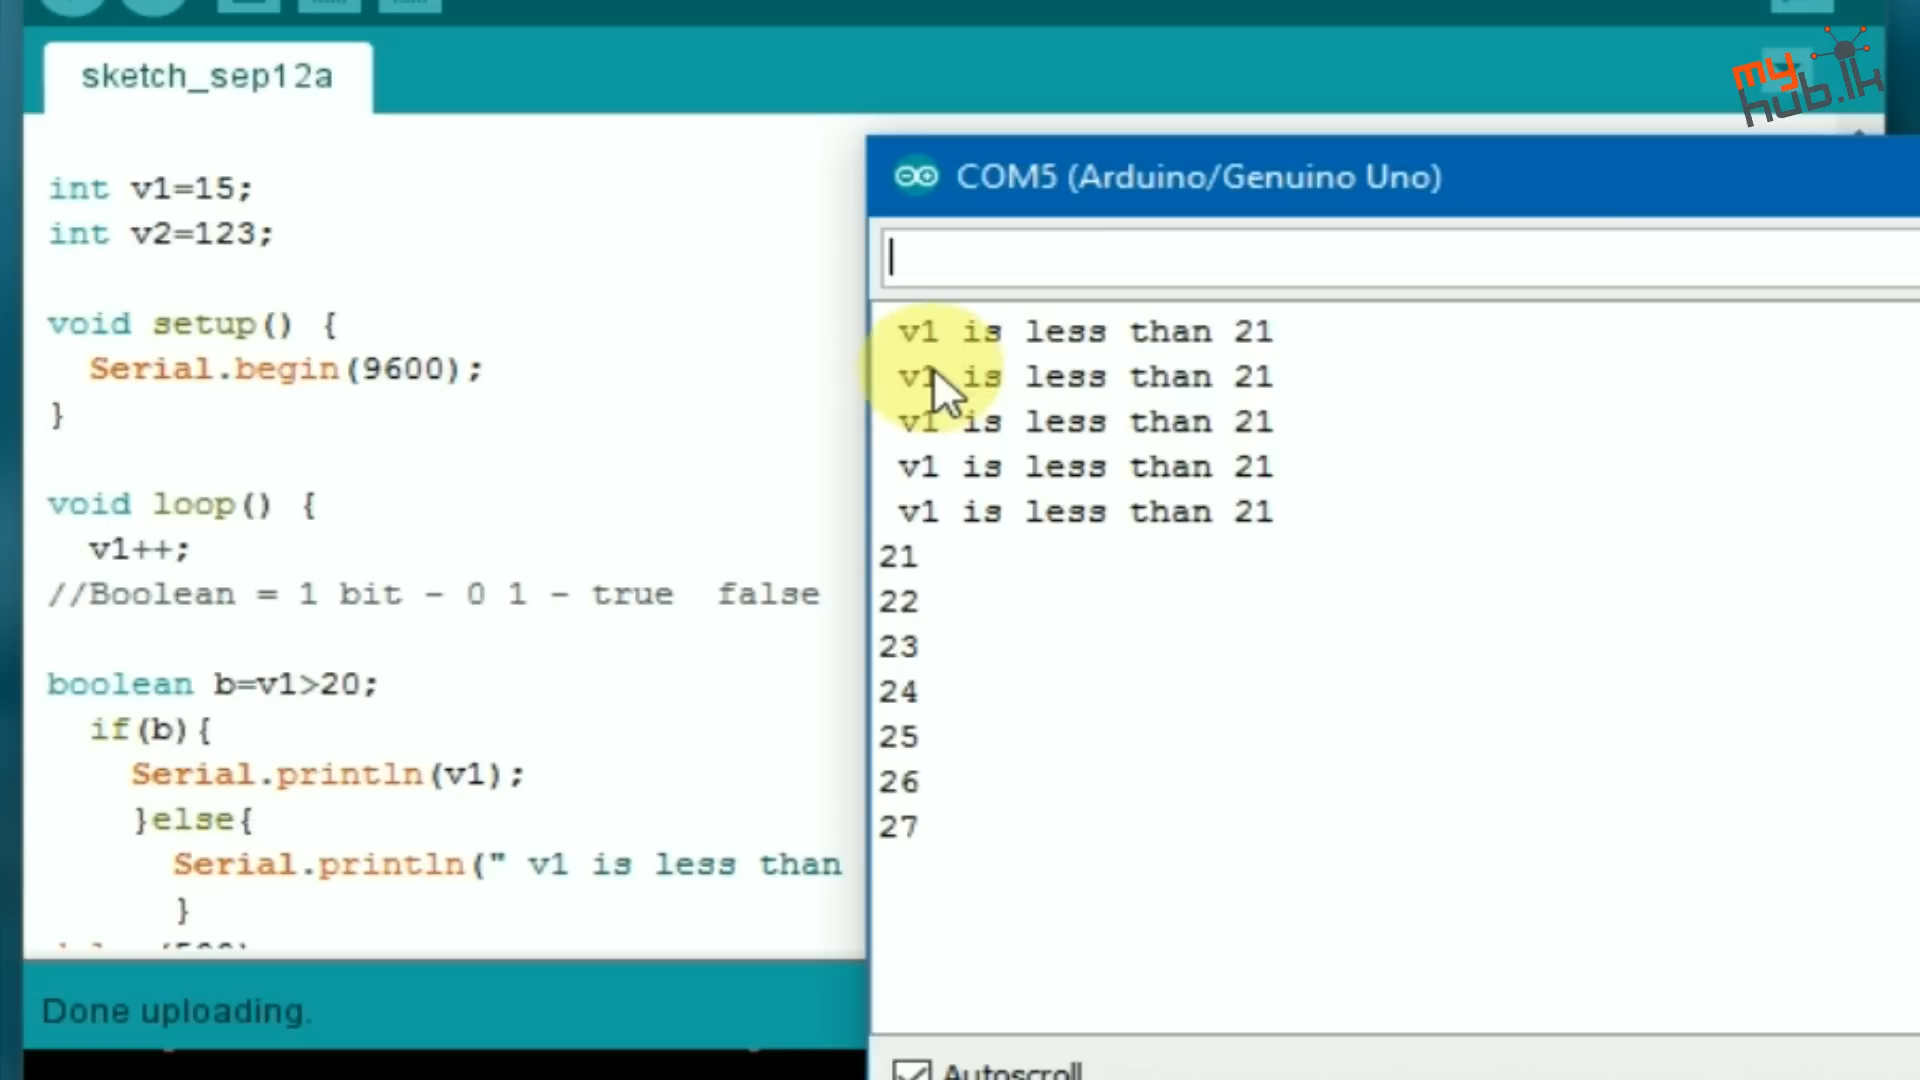 sketch_sep12a
my
hub.lk
int v1=15;
int v2=123;
void setup() {
Serial.begin(9600);
}
void loop() {
v1++;
//Boolean = 1 bit - 0 1 - true false
boolean b=v1>20;
if(b){
Serial.println(v1);
}else{
Serial.println(" v1 is less than
}
Done uploading.
COM5 (Arduino/Genuino Uno)
v1 is less than 21
v1 is less than 21
v1 is less than 21
v1 is less than 21
v1 is less than 21
21
22
23
24
25
26
27
Autoscroll